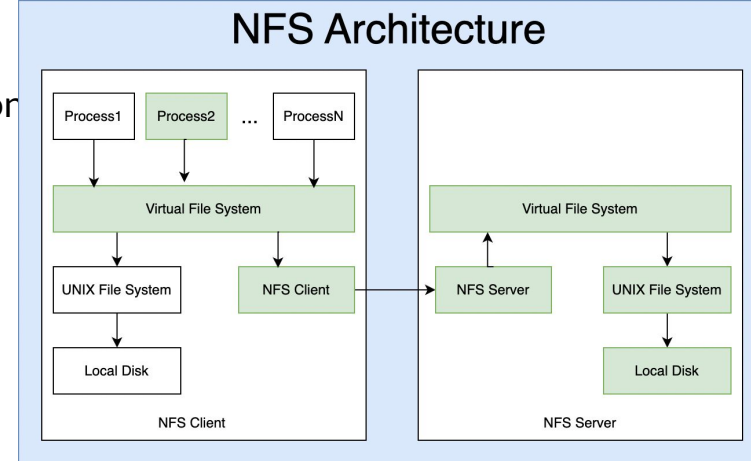 NFS Architecture
Process1
Process2
...
ProcessN
Virtual File System
UNIX File System
NFS Client
Local Disk
NFS Client
Virtual File System
NFS Server
UNIX File System
Local Disk
NFS Server